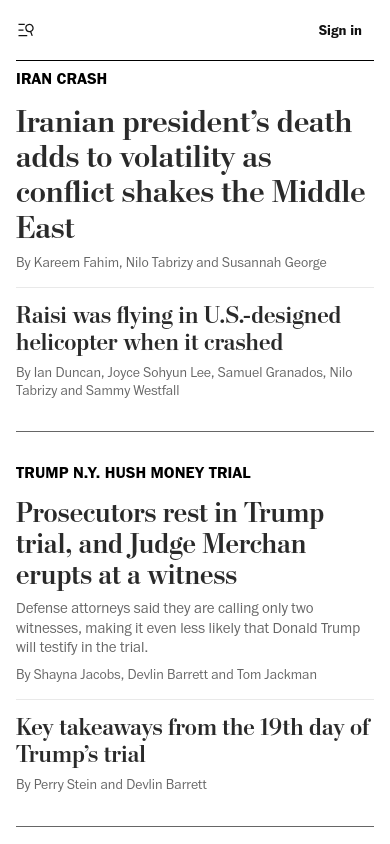 Sign in
IRAN CRASH
Iranian president’s death
adds to volatility as
conflict shakes the Middle
East
By Kareem Fahim, Nilo Tabrizy and Susannah George
Raisi was flying in U.S.-designed
helicopter when it crashed
By Ian Duncan, Joyce Sohyun Lee, Samuel Granados, Nilo
Tabrizy and Sammy Westfall
TRUMP N.Y. HUSH MONEY TRIAL
Prosecutors rest in Trump
trial, and Judge Merchan
erupts at a witness
Defense attorneys said they are calling only two
witnesses, making it even less likely that Donald Trump
will testify in the trial.
By Shayna Jacobs, Devlin Barrett and Tom Jackman
Key takeaways from the 19th day of
Trump’s trial
By Perry Stein and Devlin Barrett